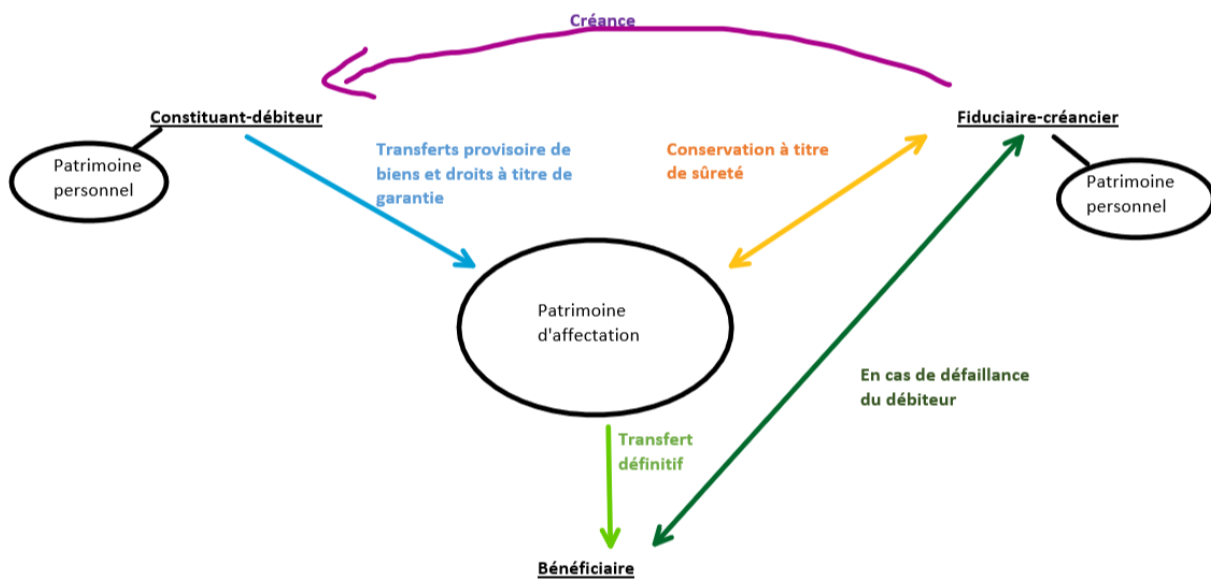 Créance
Constituant-débiteur
Fiduciaire-créancier
Patrimoine
personnel
Transferts provisoire de
biens et droits à titre de
garantie
Conservation à titre
de sûreté
Patrimoine
personnel
Patrimoine
d'affectation
En cas de défaillance
du débiteur
Transfert
définitif
Bénéficiaire